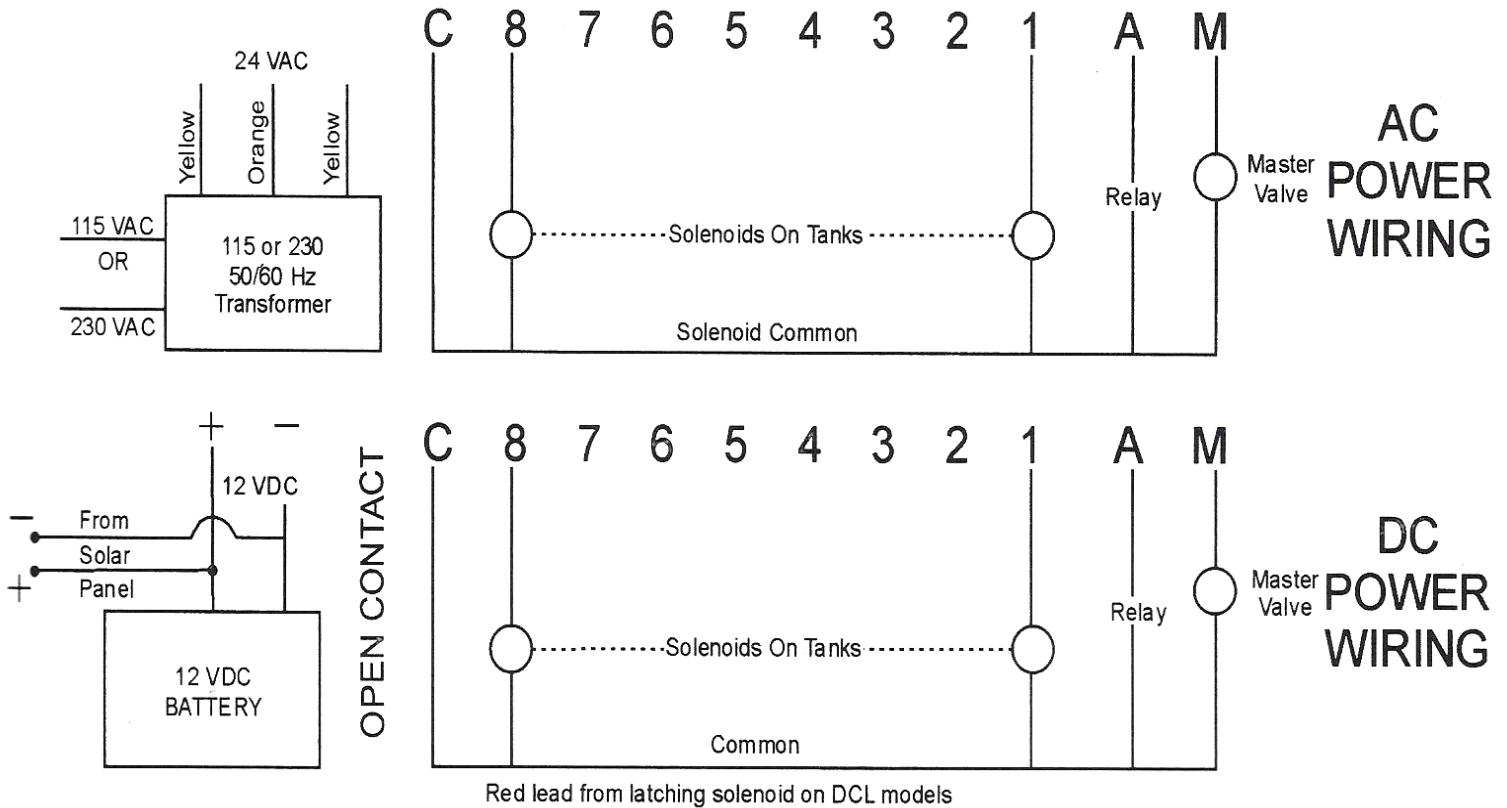 C 8 7 6 5 4 3 2 1 A M
24 VAC
Yellow
Orange
Yellow
115 VAC
OR
230 VAC
115 or 230
50/60 Hz
Transformer
Solenoids On Tanks
Relay
Master
Valve
Solenoid Common
AC
POWER
WIRING
+ −
12 VDC
− From
Solar
+ Panel
12 VDC
BATTERY
OPEN CONTACT
C 8 7 6 5 4 3 2 1 A M
Solenoids On Tanks
Relay
Master
Valve
Common
DC
POWER
WIRING
Red lead from latching solenoid on DCL models